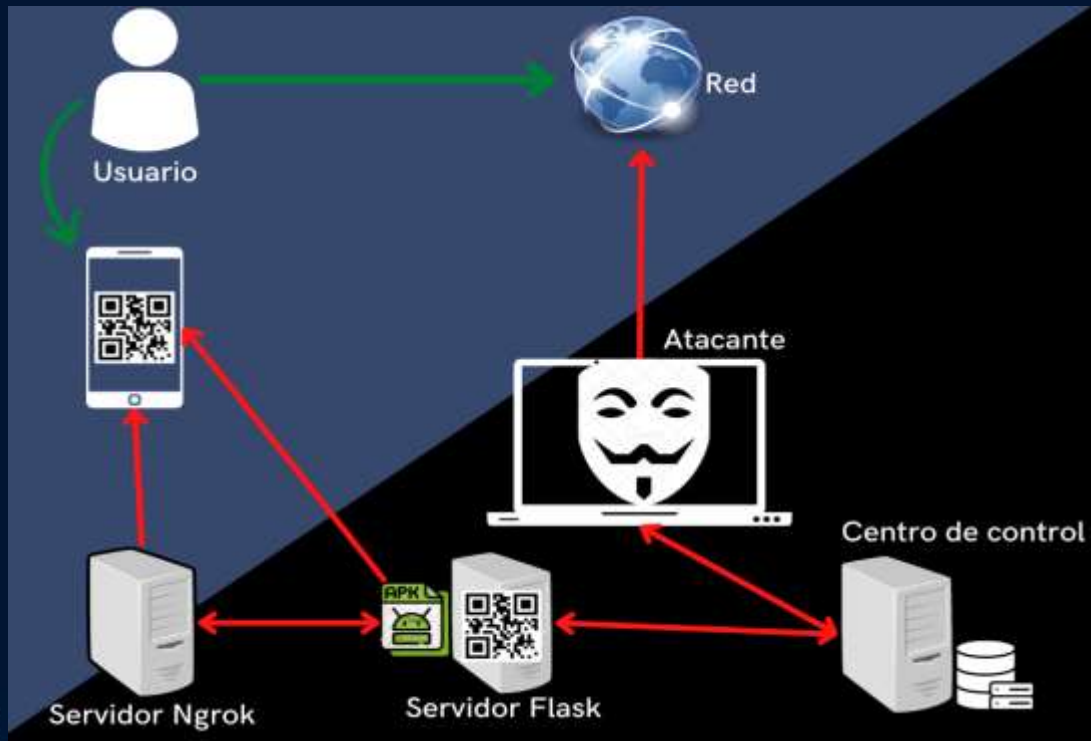 Usuario
Red
Atacante
Centro de control
APK
Servidor Ngrok
Servidor Flask